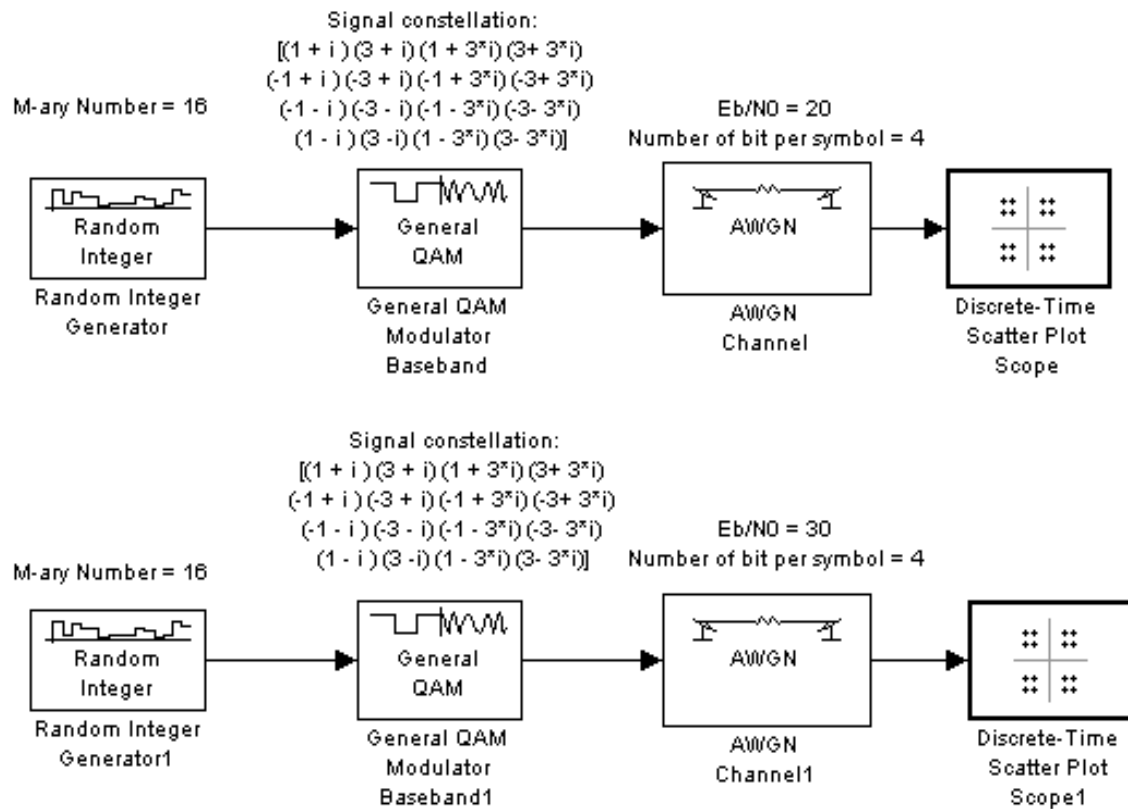 Signal constellation:
[(1 + i ) (3 + i) (1 + 3*i) (3+ 3*i)
(-1 + i ) (-3 + i) (-1 + 3*i) (-3+ 3*i)
(-1 - i ) (-3 - i) (-1 - 3*i) (-3- 3*i)
(1 - i ) (3 -i) (1 - 3*i) (3- 3*i)]
M-ary Number = 16
Eb/N0 = 20
Number of bit per symbol = 4
Random
Integer
Random Integer
Generator
General
QAM
General QAM
Modulator
Baseband
AWGN
AWGN
Channel
Discrete-Time
Scatter Plot
Scope
Signal constellation:
[(1 + i ) (3 + i) (1 + 3*i) (3+ 3*i)
(-1 + i ) (-3 + i) (-1 + 3*i) (-3+ 3*i)
(-1 - i ) (-3 - i) (-1 - 3*i) (-3- 3*i)
(1 - i ) (3 -i) (1 - 3*i) (3- 3*i)]
M-ary Number = 16
Eb/N0 = 30
Number of bit per symbol = 4
Random
Integer
Random Integer
Generator1
General
QAM
General QAM
Modulator
Baseband1
AWGN
AWGN
Channel1
Discrete-Time
Scatter Plot
Scope1